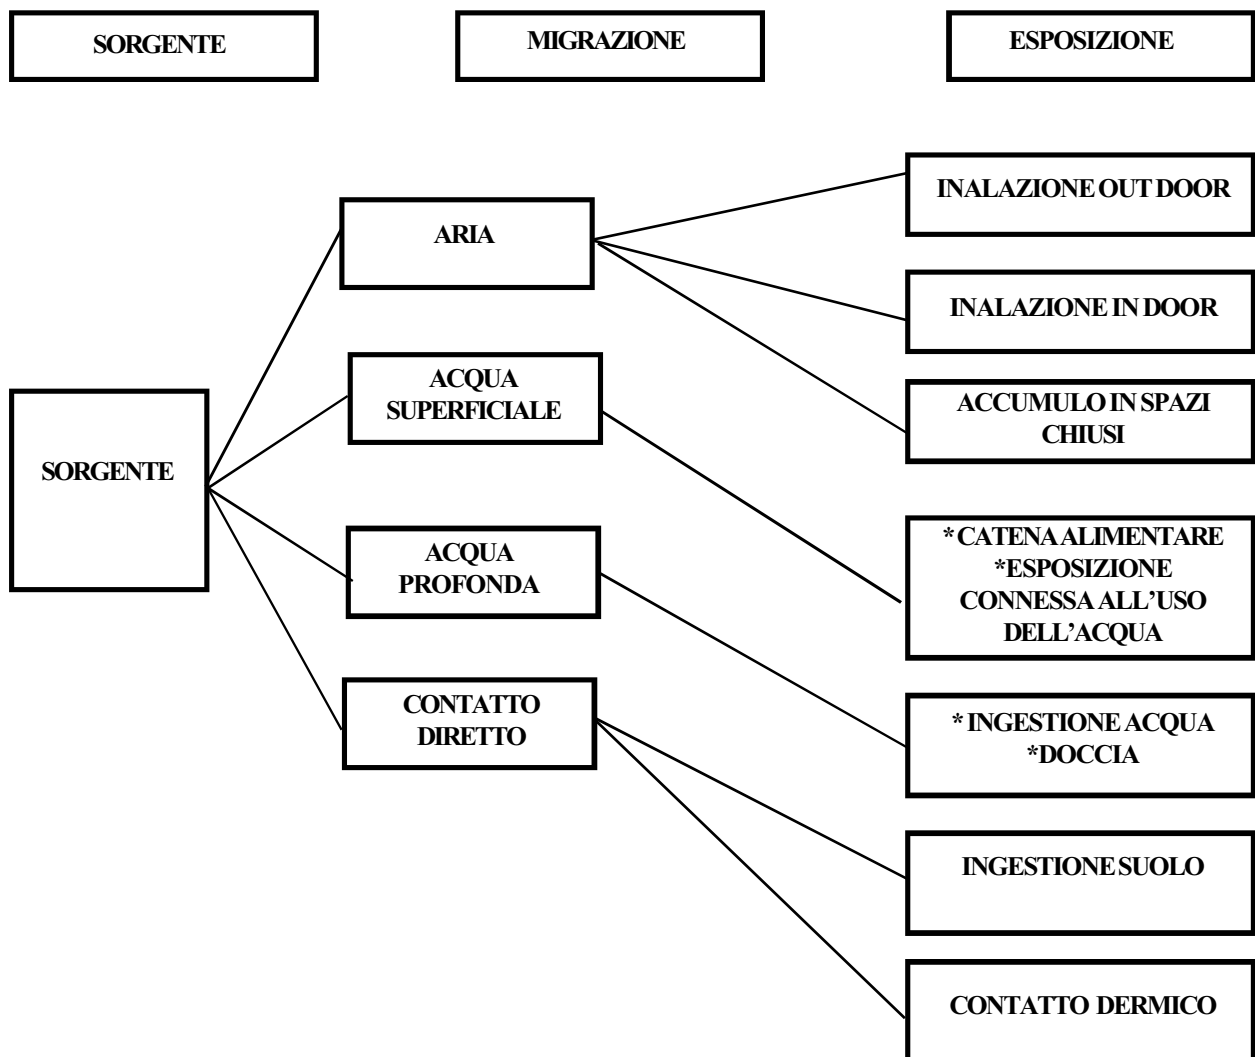 SORGENTE
MIGRAZIONE
ESPOSIZIONE
INALAZIONE OUT DOOR
ARIA
INALAZIONE IN DOOR
ACQUA
SUPERFICIALE
ACCUMULO IN SPAZI
CHIUSI
SORGENTE
*CATENA ALIMENTARE
*ESPOSIZIONE
CONNESSA ALL’USO
DELL’ACQUA
ACQUA
PROFONDA
CONTATTO
DIRETTO
* INGESTIONE ACQUA
*DOCCIA
INGESTIONE SUOLO
CONTATTO DERMICO